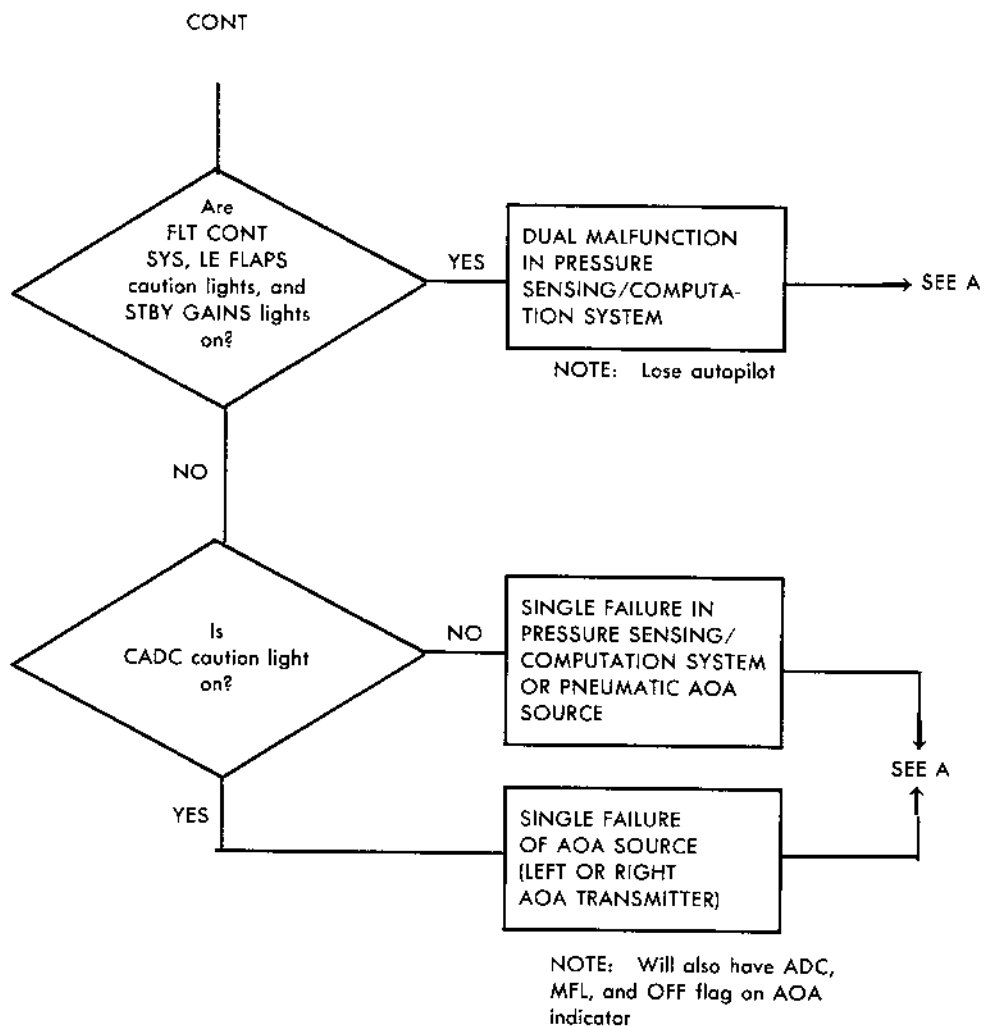 CONT
Are
FLT CONT
SYS, LE FLAPS
caution lights, and
STBY GAINS lights
on?
YES
DUAL MALFUNCTION
IN PRESSURE
SENSING/COMPUTA-
TION SYSTEM
SEE A
NOTE: Lose autopilot
NO
Is
CADC caution light
on?
NO
SINGLE FAILURE IN
PRESSURE SENSING/
COMPUTATION SYSTEM
OR PNEUMATIC AOA
SOURCE
SEE A
YES
SINGLE FAILURE
OF AOA SOURCE
(LEFT OR RIGHT
AOA TRANSMITTER)
NOTE: Will also have ADC,
MFL, and OFF flag on AOA
indicator